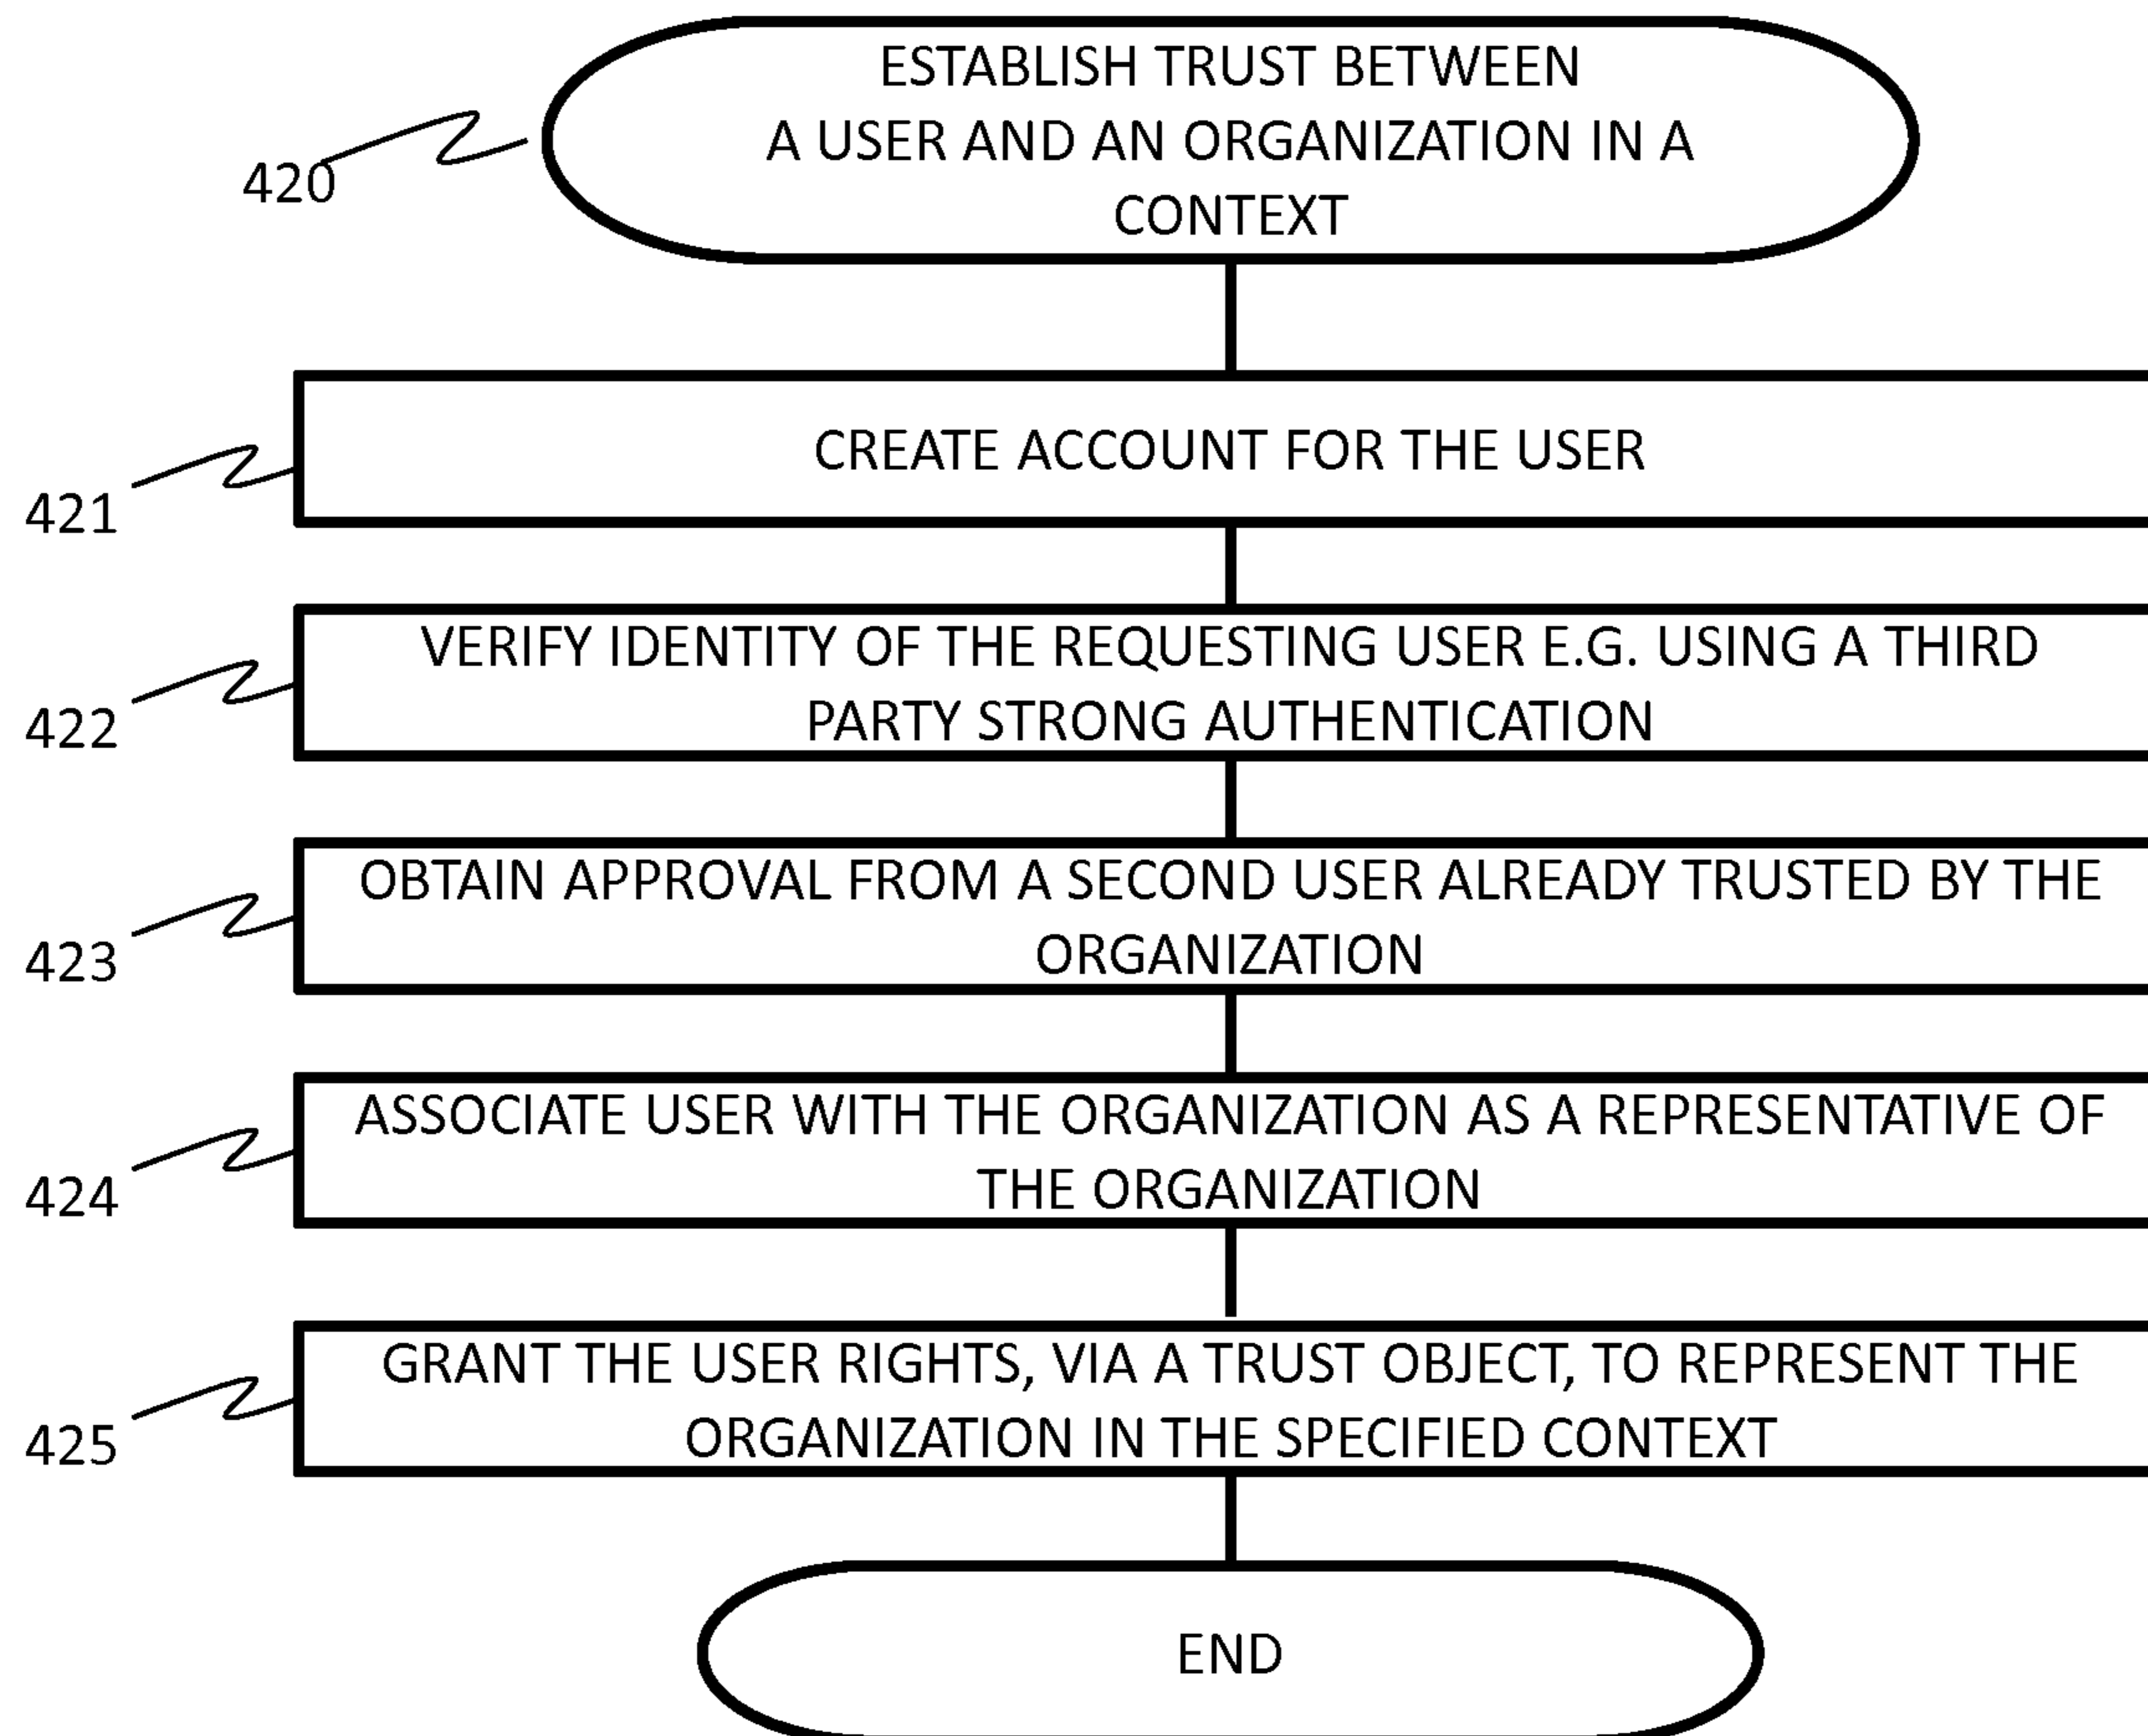 ESTABLISH TRUST BETWEEN
A USER AND AN ORGANIZATION IN A
CONTEXT
420
CREATE ACCOUNT FOR THE USER
421
VERIFY IDENTITY OF THE REQUESTING USER E.G. USING A THIRD
PARTY STRONG AUTHENTICATION
422
OBTAIN APPROVAL FROM A SECOND USER ALREADY TRUSTED BY THE
ORGANIZATION
423
ASSOCIATE USER WITH THE ORGANIZATION AS A REPRESENTATIVE OF
THE ORGANIZATION
424
GRANT THE USER RIGHTS, VIA A TRUST OBJECT, TO REPRESENT THE
ORGANIZATION IN THE SPECIFIED CONTEXT
425
END